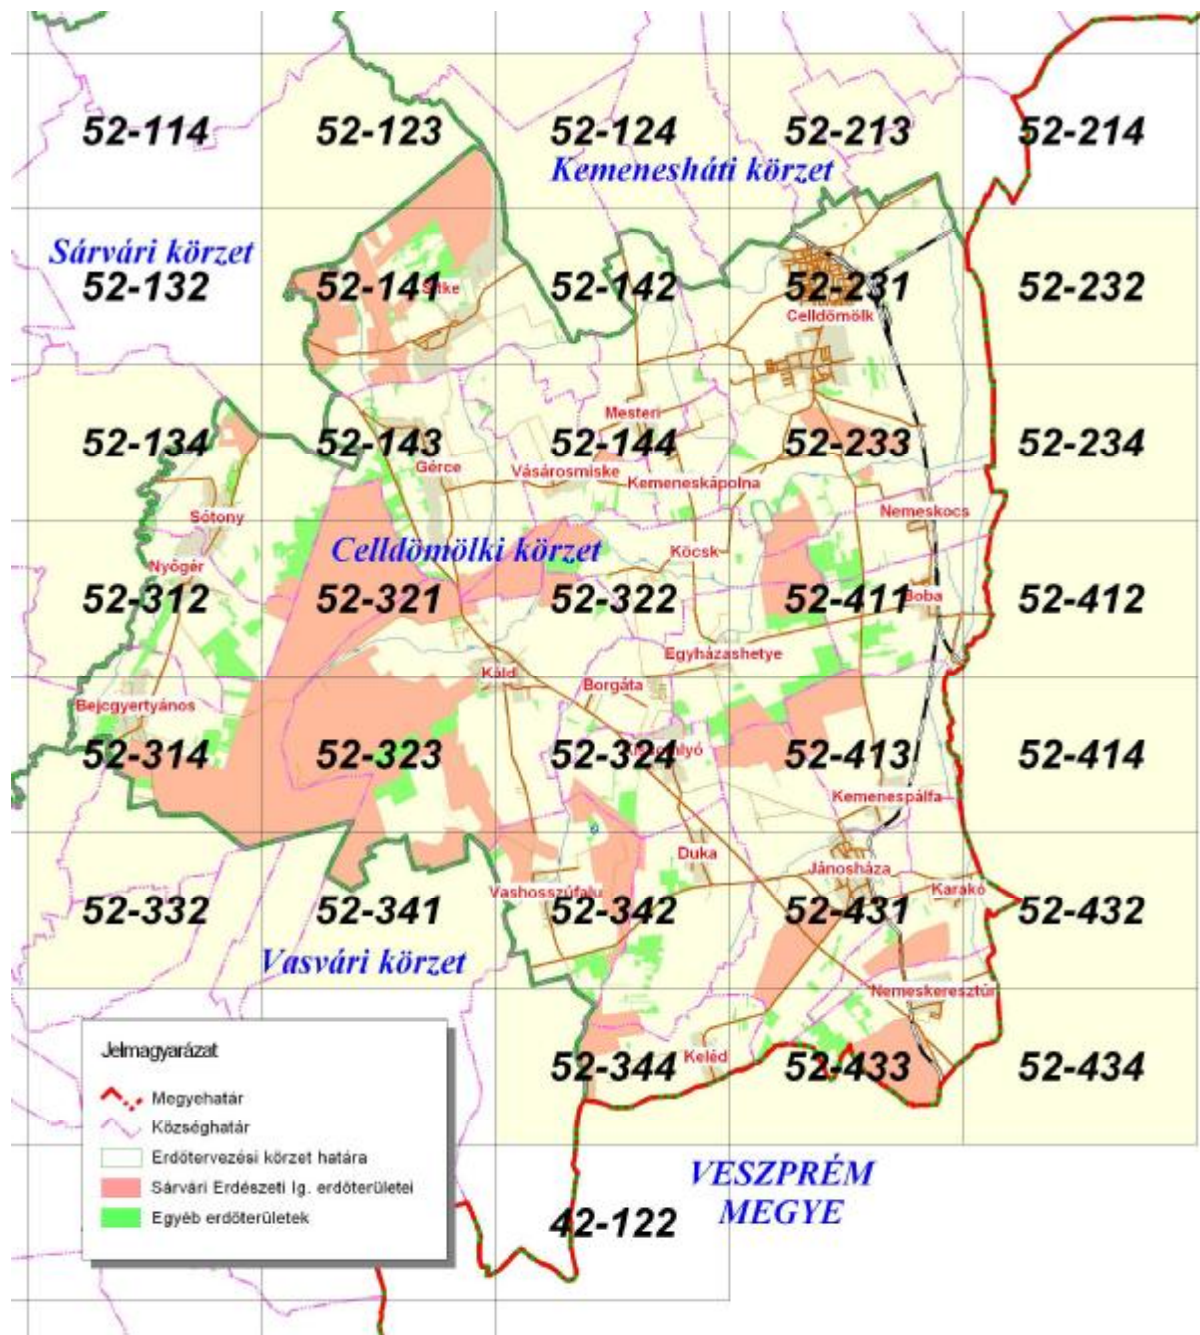 52-114
52-123
52-124
52-213
52-214
Kemenesháti körzet
Sárvári körzet
52-132
52-141
Sitke
52-142
52-231
52-232
Celldömölk
Mesteri
52-134
52-143
52-144
52-233
52-234
Gérce
Vásárosmiske
Kemeneskápolna
Sótony
Nemeskocs
Celldömölki körzet
Köcsk
Nyőgér
52-312
52-321
52-322
52-411
Boba
52-412
Egyházashetye
Káld
Borgáta
Bejcgyertyános
52-314
52-323
52-324
52-413
52-414
Kemenespálfa
Duka
Jánosháza
Vashosszúfalu
Karakó
52-332
52-341
52-342
52-431
52-432
Vasvári körzet
Nemeskeresztúr
Keléd
52-344
52-433
52-434
Jelmagyarázat
Megyehatár
Községhatár
Erdőtervezési körzet határa
Sárvári Erdészeti Ig. erdőterületei
Egyéb erdőterületek
VESZPRÉM
MEGYE
42-122